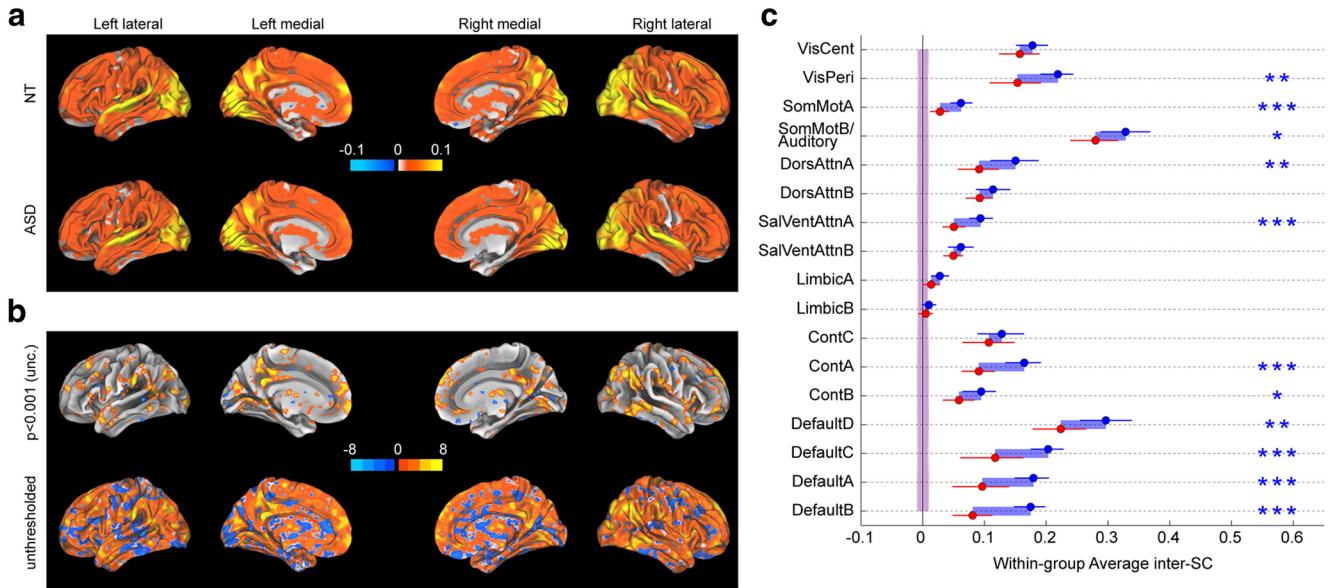 a
Left lateral
Left medial
Right medial
Right lateral
NT
-0.1 0 0.1
ASD
b
p<0.001 (unc.)
-8 0 8
unthresholded
c
VisCent
VisPeri **
SomMotA ***
SomMotB/
Auditory *
DorsAttnA **
DorsAttnB
SalVentAttnA ***
SalVentAttnB
LimbicA
LimbicB
ContC
ContA ***
ContB *
DefaultD **
DefaultC ***
DefaultA ***
DefaultB ***
-0.1 0 0.1 0.2 0.3 0.4 0.5 0.6
Within-group Average inter-SC